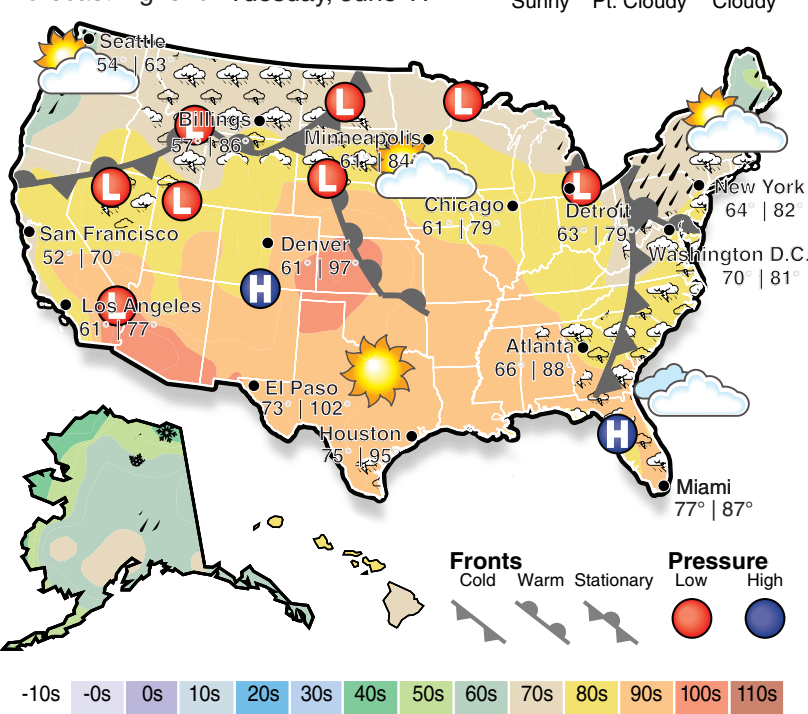 Sunny Pt. Cloudy Cloudy
Seattle
54° | 63°
Billings
57° | 86°
Minneapolis
61° | 84°
New York
64° | 82°
Chicago
61° | 79°
Detroit
63° | 79°
Washington D.C.
70° | 81°
San Francisco
52° | 70°
Denver
61° | 97°
Los Angeles
61° | 77°
Atlanta
66° | 88°
El Paso
73° | 102°
Houston
75° | 95°
Miami
77° | 87°
L
L
L
L
L
L
L
L
H
H
Fronts
Cold Warm Stationary
Pressure
Low High
-10s -0s 0s 10s 20s 30s 40s 50s 60s 70s 80s 90s 100s 110s